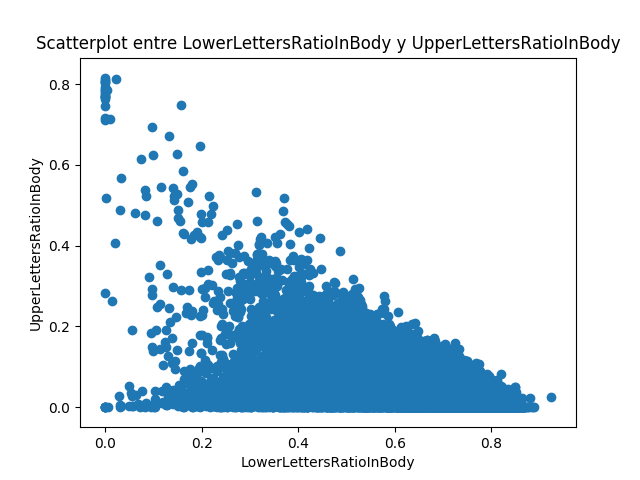 Scatterplot entre LowerLettersRatioInBody y UpperLettersRatioInBody
UpperLettersRatioInBody
0.8
0.6
0.4
0.2
0.0
0.0 0.2 0.4 0.6 0.8
LowerLettersRatioInBody